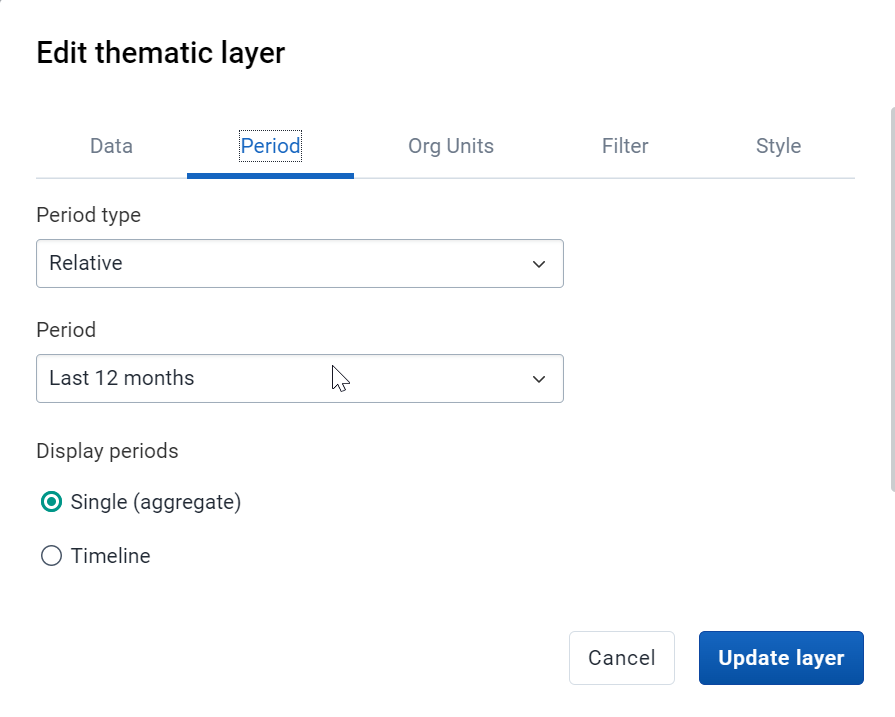 Edit thematic layer
Data Period Org Units Filter Style
Period type
Relative
Period
Last 12 months
Display periods
Single (aggregate)
Timeline
Cancel Update layer